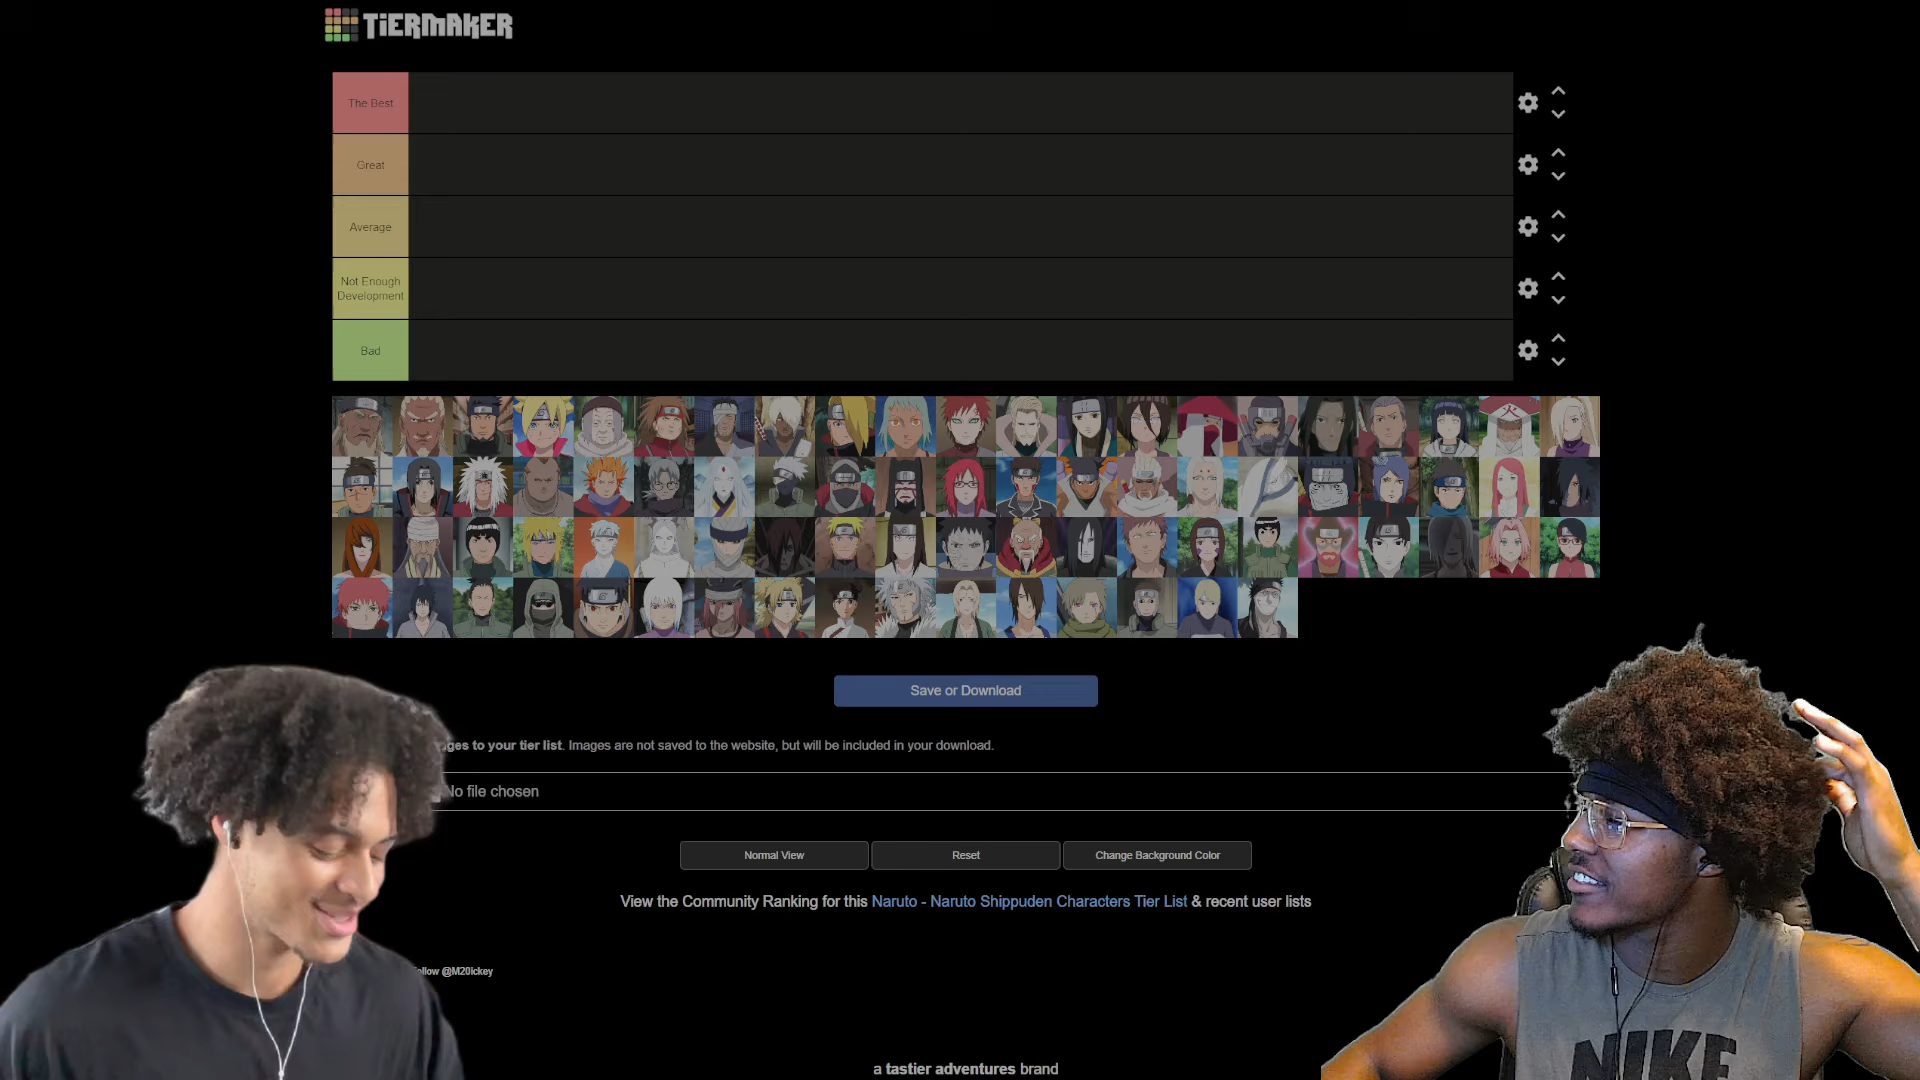 TiERMAKER
The Best
Great
Average
Not Enough
Development
Bad
Save or Download
ges to your tier list. Images are not saved to the website, but will be included in your download.
No file chosen
Normal View
Reset
Change Background Color
View the Community Ranking for this Naruto - Naruto Shippuden Characters Tier List & recent user lists
ollow @M20ickey
a tastier adventures brand
NIKE